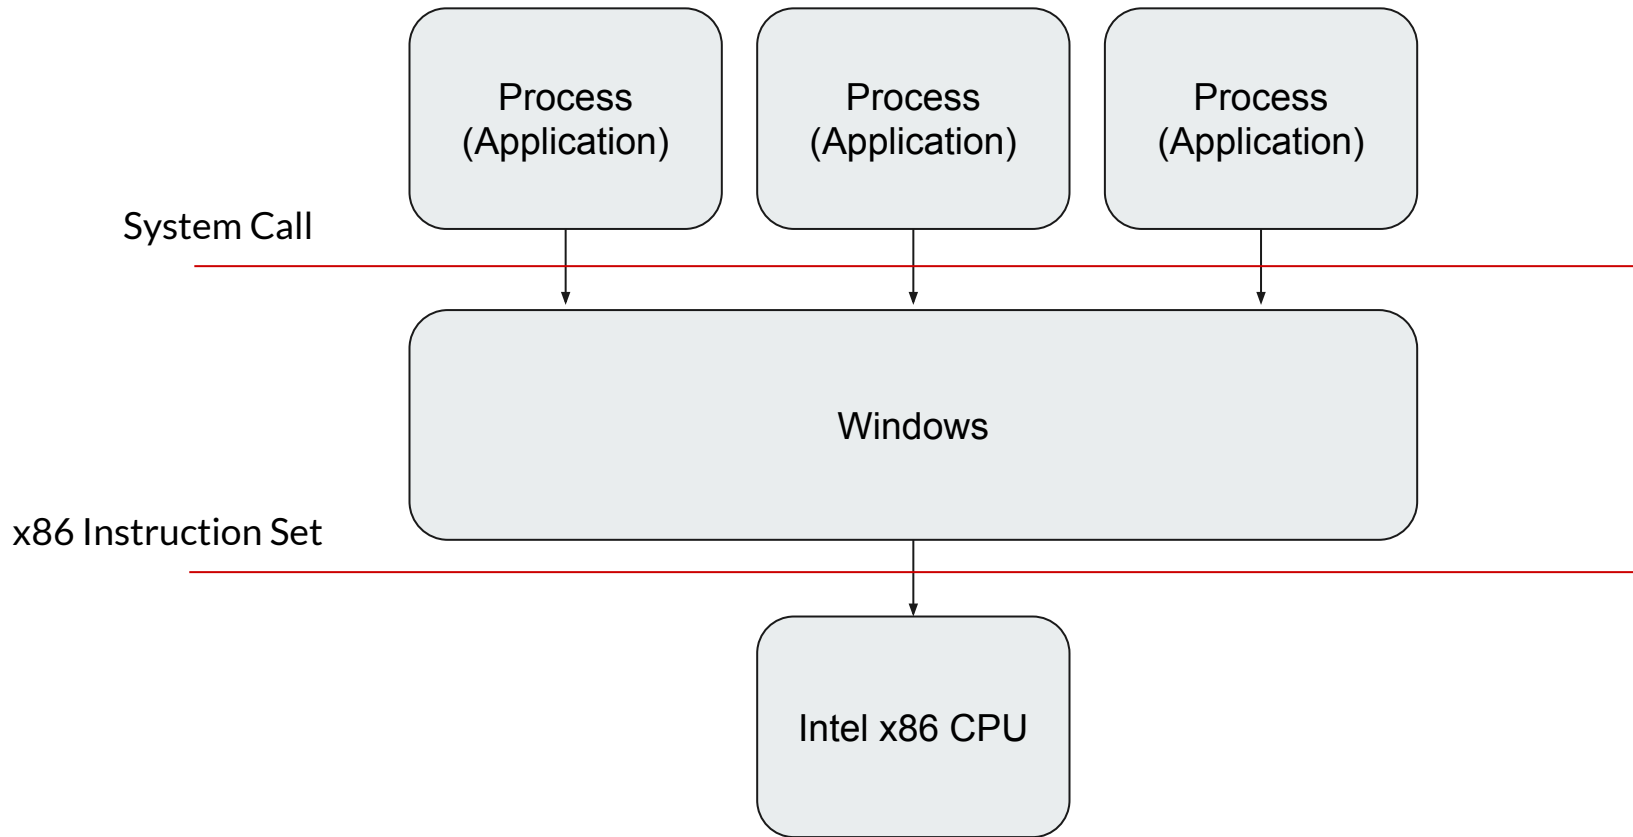 Process
(Application)
Process
(Application)
Process
(Application)
System Call
Windows
x86 Instruction Set
Intel x86 CPU